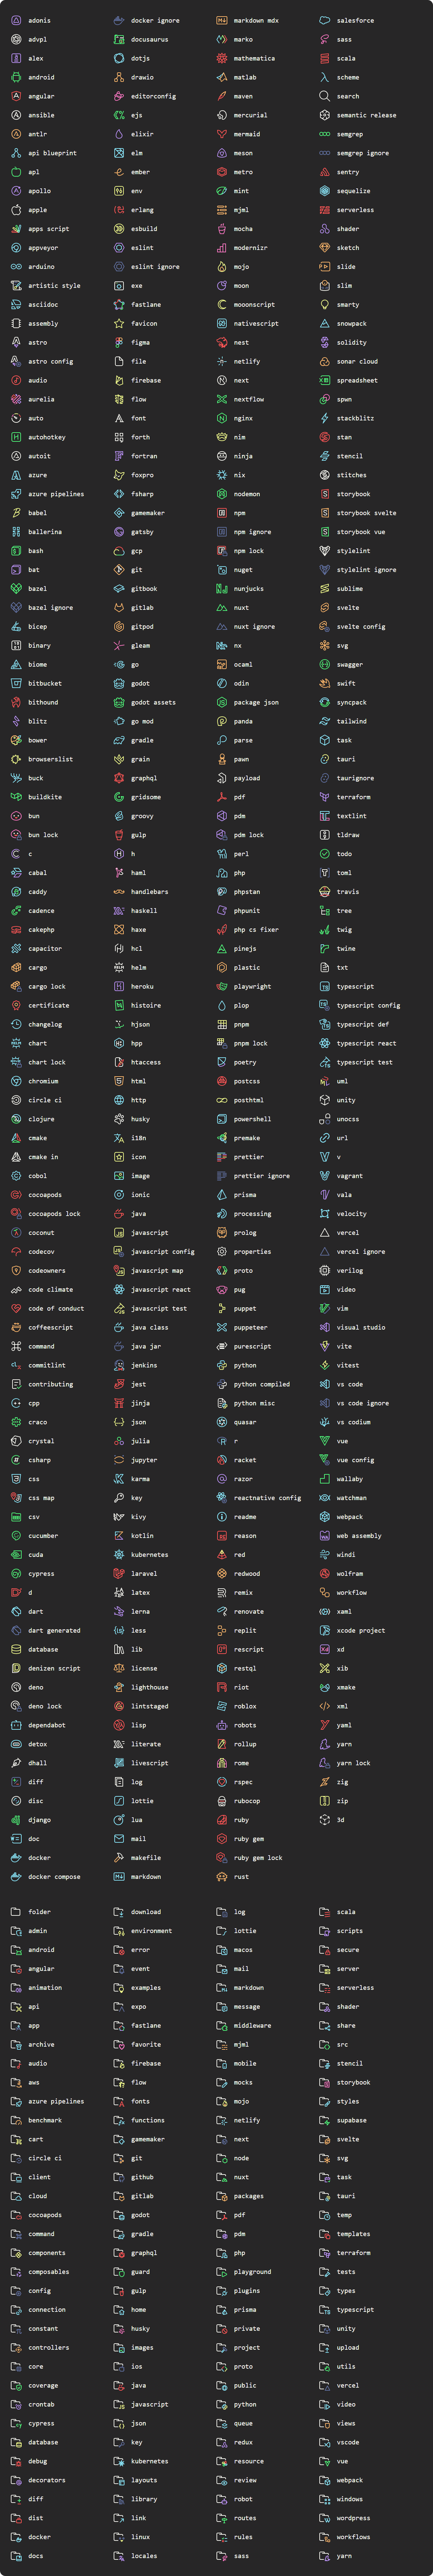 adonis
advpl
alex
android
angular
ansible
antlr
api blueprint
apl
apollo
apple
apps script
appveyor
arduino
artistic style
asciidoc
assembly
astro
astro config
audio
aurelia
auto
autohotkey
autoit
azure
azure pipelines
babel
ballerina
bash
bat
bazel
bazel ignore
bicep
binary
biome
bitbucket
bithound
blitz
bower
browserslist
buck
buildkite
bun
bun lock
c
cabal
caddy
cadence
cakephp
capacitor
cargo
cargo lock
certificate
changelog
chart
chart lock
chromium
circle ci
clojure
cmake
cmake in
cobol
cocoapods
cocoapods lock
coconut
codecov
codeowners
code climate
code of conduct
coffeescript
command
commitlint
contributing
cpp
craco
crystal
csharp
css
css map
csv
cucumber
cuda
cypress
d
dart
dart generated
database
denizen script
deno
deno lock
dependabot
detox
dhall
diff
disc
django
doc
docker
docker compose
docker ignore
docusaurus
dotjs
drawio
editorconfig
ejs
elixir
elm
ember
env
erlang
esbuild
eslint
eslint ignore
exe
fastlane
favicon
figma
file
firebase
flow
font
forth
fortran
foxpro
fsharp
gamemaker
gatsby
gcp
git
gitbook
gitlab
gitpod
gleam
go
godot
godot assets
go mod
gradle
grain
graphql
gridsome
groovy
gulp
h
haml
handlebars
haskell
haxe
hcl
helm
heroku
histoire
hjson
hpp
htaccess
html
http
husky
i18n
icon
image
ionic
java
javascript
javascript config
javascript map
javascript react
javascript test
java class
java jar
jenkins
jest
jinja
json
julia
jupyter
karma
key
kivy
kotlin
kubernetes
laravel
latex
lerna
less
lib
license
lighthouse
lintstaged
lisp
literate
livescript
log
lottie
lua
mail
makefile
markdown
markdown mdx
marko
mathematica
matlab
maven
mercurial
mermaid
meson
metro
mint
mjml
mocha
modernizr
mojo
moon
mooonscript
nativescript
nest
netlify
next
nextflow
nginx
nim
ninja
nix
nodemon
npm
npm ignore
npm lock
nuget
nunjucks
nuxt
nuxt ignore
nx
ocaml
odin
package json
panda
parse
pawn
payload
pdf
pdm
pdm lock
perl
php
phpstan
phpunit
php cs fixer
pinejs
plastic
playwright
plop
pnpm
pnpm lock
poetry
postcss
posthtml
powershell
premake
prettier
prettier ignore
prisma
processing
prolog
properties
proto
pug
puppet
puppeteer
purescript
python
python compiled
python misc
quasar
r
racket
razor
reactnative config
readme
reason
red
redwood
remix
renovate
replit
rescript
restql
riot
roblox
robots
rollup
rome
rspec
rubocop
ruby
ruby gem
ruby gem lock
rust
salesforce
sass
scala
scheme
search
semantic release
semgrep
semgrep ignore
sentry
sequelize
serverless
shader
sketch
slide
slim
smarty
snowpack
solidity
sonar cloud
spreadsheet
spwn
stackblitz
stan
stencil
stitches
storybook
storybook svelte
storybook vue
stylelint
stylelint ignore
sublime
svelte
svelte config
svg
swagger
swift
syncpack
tailwind
task
tauri
taurignore
terraform
textlint
tldraw
todo
toml
travis
tree
twig
twine
txt
typescript
typescript config
typescript def
typescript react
typescript test
uml
unity
unocss
url
v
vagrant
vala
velocity
vercel
vercel ignore
verilog
video
vim
visual studio
vite
vitest
vs code
vs code ignore
vs codium
vue
vue config
wallaby
watchman
webpack
web assembly
windi
wolfram
workflow
xaml
xcode project
xd
xib
xmake
xml
yaml
yarn
yarn lock
zig
zip
3d
folder
admin
android
angular
animation
api
app
archive
audio
aws
azure pipelines
benchmark
cart
circle ci
client
cloud
cocoapods
command
components
composables
config
connection
constant
controllers
core
coverage
crontab
cypress
database
debug
decorators
diff
dist
docker
docs
download
environment
error
event
examples
expo
fastlane
favorite
firebase
flow
fonts
functions
gamemaker
git
github
gitlab
godot
gradle
graphql
guard
gulp
home
husky
images
ios
java
javascript
json
key
kubernetes
layouts
library
link
linux
locales
log
lottie
macos
mail
markdown
message
middleware
mjml
mobile
mocks
mojo
netlify
next
node
nuxt
packages
pdf
pdm
php
playground
plugins
prisma
private
project
proto
public
python
queue
redux
resource
review
robot
routes
rules
sass
scala
scripts
secure
server
serverless
shader
share
src
stencil
storybook
styles
supabase
svelte
svg
task
tauri
temp
templates
terraform
tests
types
typescript
unity
upload
utils
vercel
video
views
vscode
vue
webpack
windows
wordpress
workflows
yarn